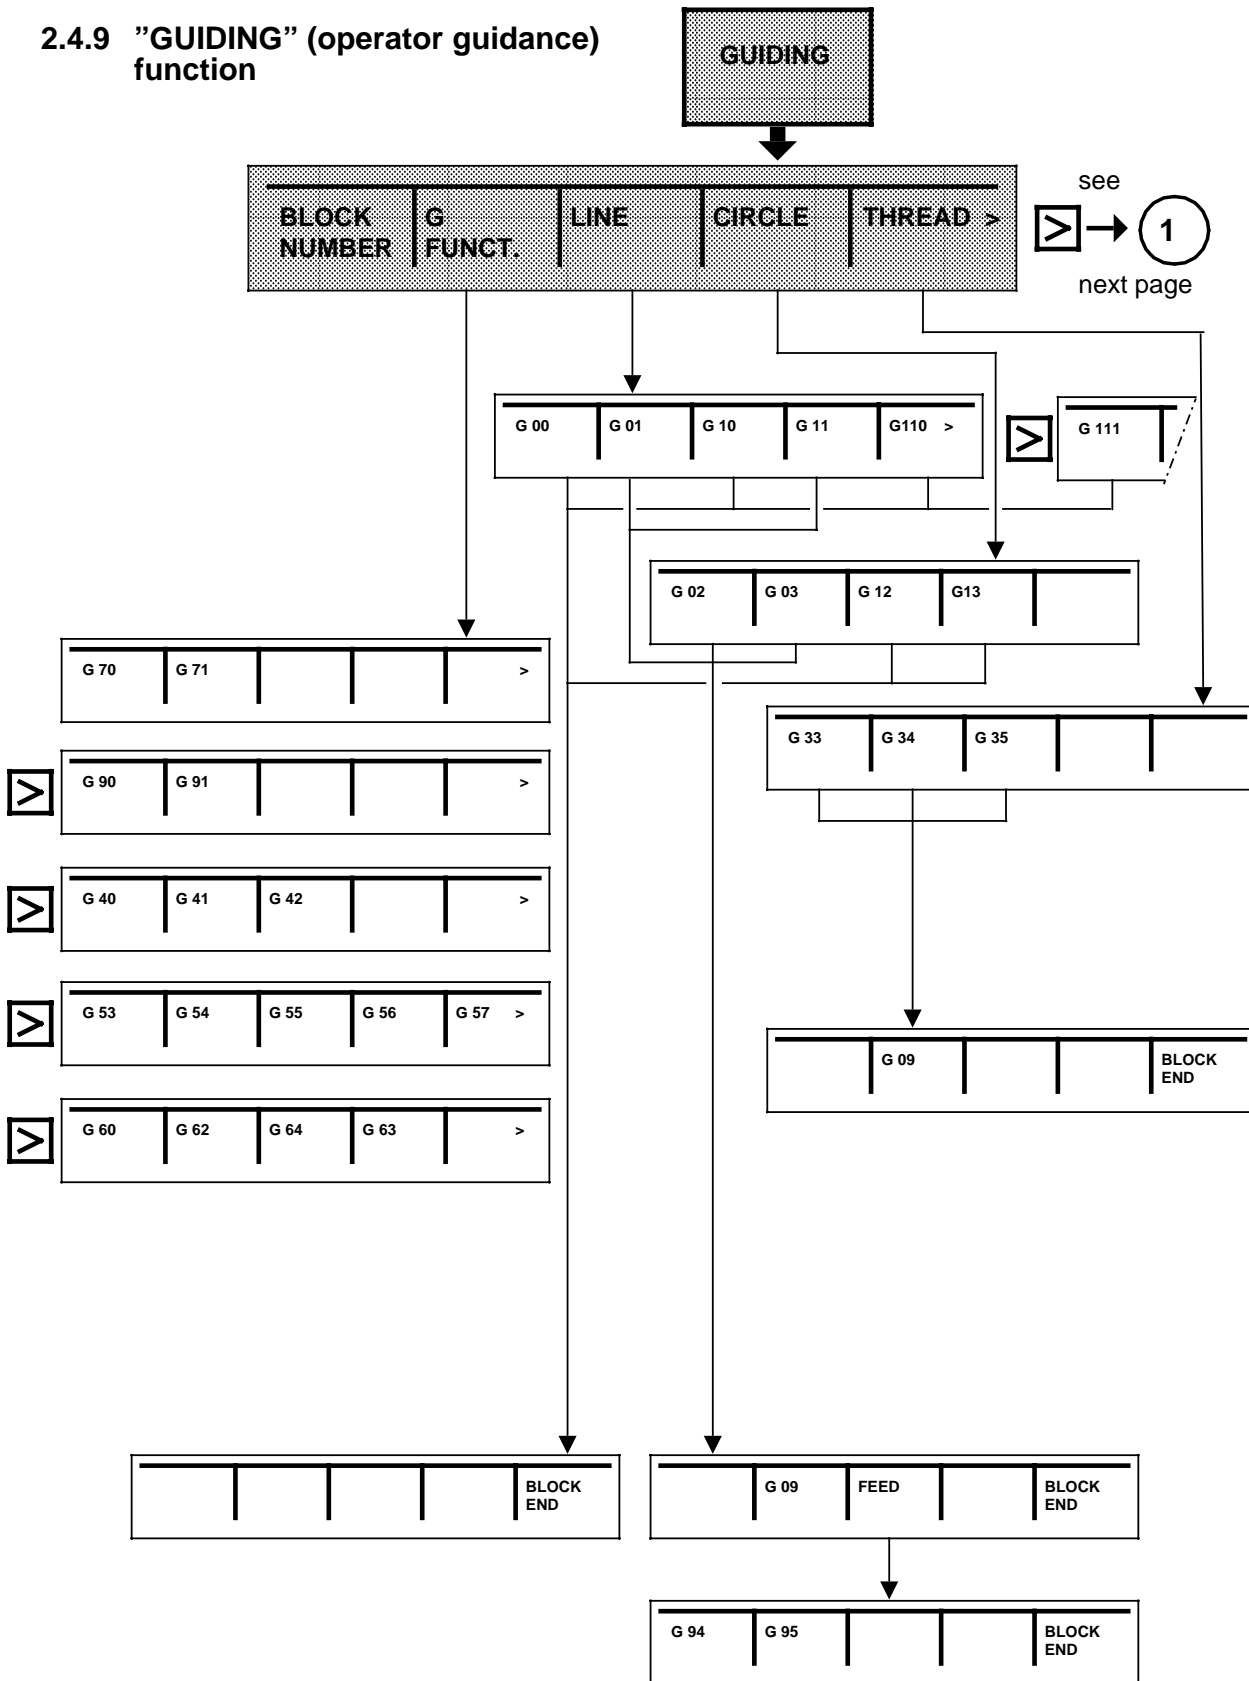 2.4.9 ”GUIDING” (operator guidance)
function
GUIDING
BLOCK NUMBER G FUNCT. LINE CIRCLE THREAD >
see
> 1
next page
G 00 G 01 G 10 G 11 G110 >
> G 111
G 02 G 03 G 12 G13
G 70 G 71 >
G 33 G 34 G 35
> G 90 G 91 >
> G 40 G 41 G 42 >
> G 53 G 54 G 55 G 56 G 57 >
G 09 BLOCK
END
> G 60 G 62 G 64 G 63 >
BLOCK
END
G 09 FEED BLOCK
END
G 94 G 95 BLOCK
END